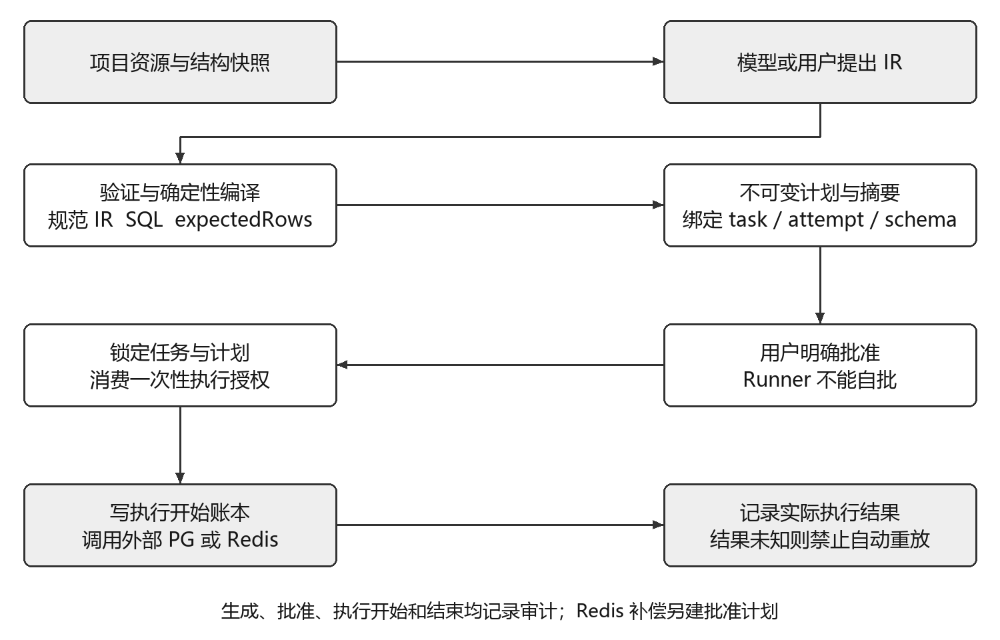 项目资源与结构快照
模型或用户提出 IR
验证与确定性编译
规范 IR SQL expectedRows
不可变计划与摘要
绑定 task / attempt / schema
锁定任务与计划
消费一次性执行授权
用户明确批准
Runner 不能自批
写执行开始账本
调用外部 PG 或 Redis
记录实际执行结果
结果未知则禁止自动重放
生成、批准、执行开始和结束均记录审计；Redis 补偿另建批准计划